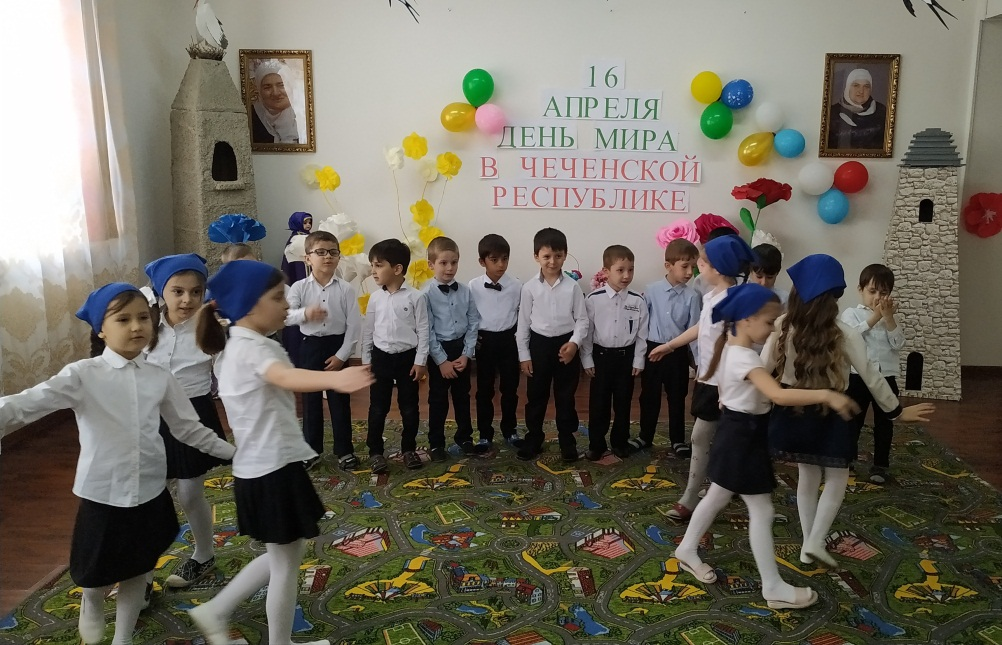 16
АПРЕЛЯ
ДЕНЬ МИРА
В ЧЕЧЕНСКОЙ
РЕСПУБЛИКЕ